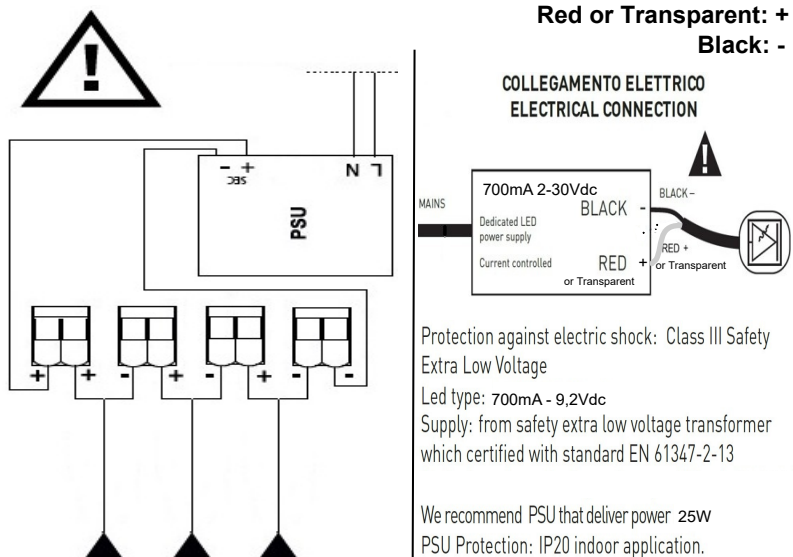 Red or Transparent: +
Black: -
COLLEGAMENTO ELETTRICO
ELECTRICAL CONNECTION
- +
SEC
N L
PSU
+ + - + - + - -
MAINS
700mA 2-30Vdc
BLACK -
Dedicated LED
power supply
Current controlled
RED +
or Transparent
BLACK –
RED +
or Transparent
Protection against electric shock: Class III Safety
Extra Low Voltage
Led type: 700mA - 9,2Vdc
Supply: from safety extra low voltage transformer
which certified with standard EN 61347-2-13
We recommend PSU that deliver power 25W
PSU Protection: IP20 indoor application.